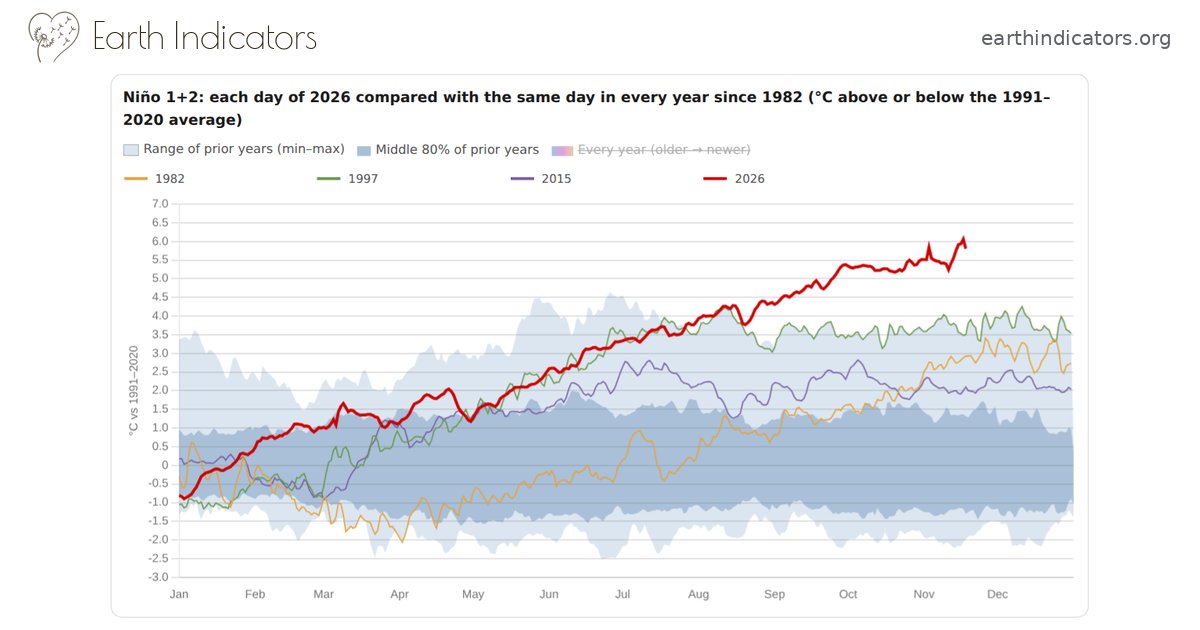 Earth Indicators
earthindicators.org
Niño 1+2: each day of 2026 compared with the same day in every year since 1982 (°C above or below the 1991–
2020 average)
Range of prior years (min–max) Middle 80% of prior years Every year (older → newer)
1982 1997 2015 2026
7.0
6.5
6.0
5.5
5.0
4.5
4.0
3.5
3.0
2.5
2.0
1.5
1.0
0.5
0
-0.5
-1.0
-1.5
-2.0
-2.5
-3.0
°C vs 1991–2020
Jan Feb Mar Apr May Jun Jul Aug Sep Oct Nov Dec